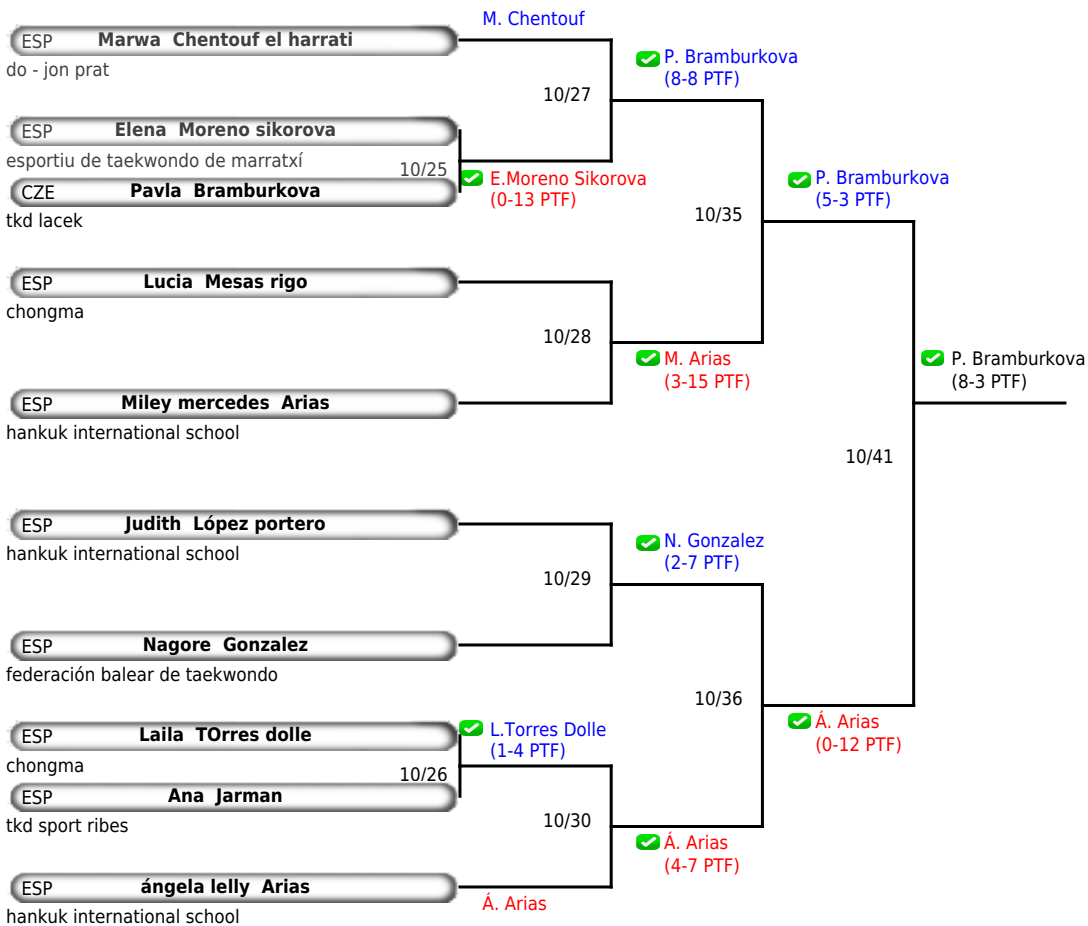 M. Chentouf
ESP Marwa Chentouf el harrati
do - jon prat
P. Bramburkova
(8-8 PTF)
10/27
ESP Elena Moreno sikorova
esportiu de taekwondo de marratxí
10/25
E.Moreno Sikorova
(0-13 PTF)
CZE Pavla Bramburkova
tkd lacek
P. Bramburkova
(5-3 PTF)
10/35
ESP Lucia Mesas rigo
chongma
10/28
M. Arias
(3-15 PTF)
P. Bramburkova
(8-3 PTF)
ESP Miley mercedes Arias
hankuk international school
10/41
ESP Judith López portero
hankuk international school
N. Gonzalez
(2-7 PTF)
10/29
ESP Nagore Gonzalez
federación balear de taekwondo
10/36
ESP Laila TOrres dolle
chongma
L.Torres Dolle
(1-4 PTF)
Á. Arias
(0-12 PTF)
10/26
ESP Ana Jarman
tkd sport ribes
10/30
Á. Arias
(4-7 PTF)
ESP ángela lelly Arias
hankuk international school
Á. Arias